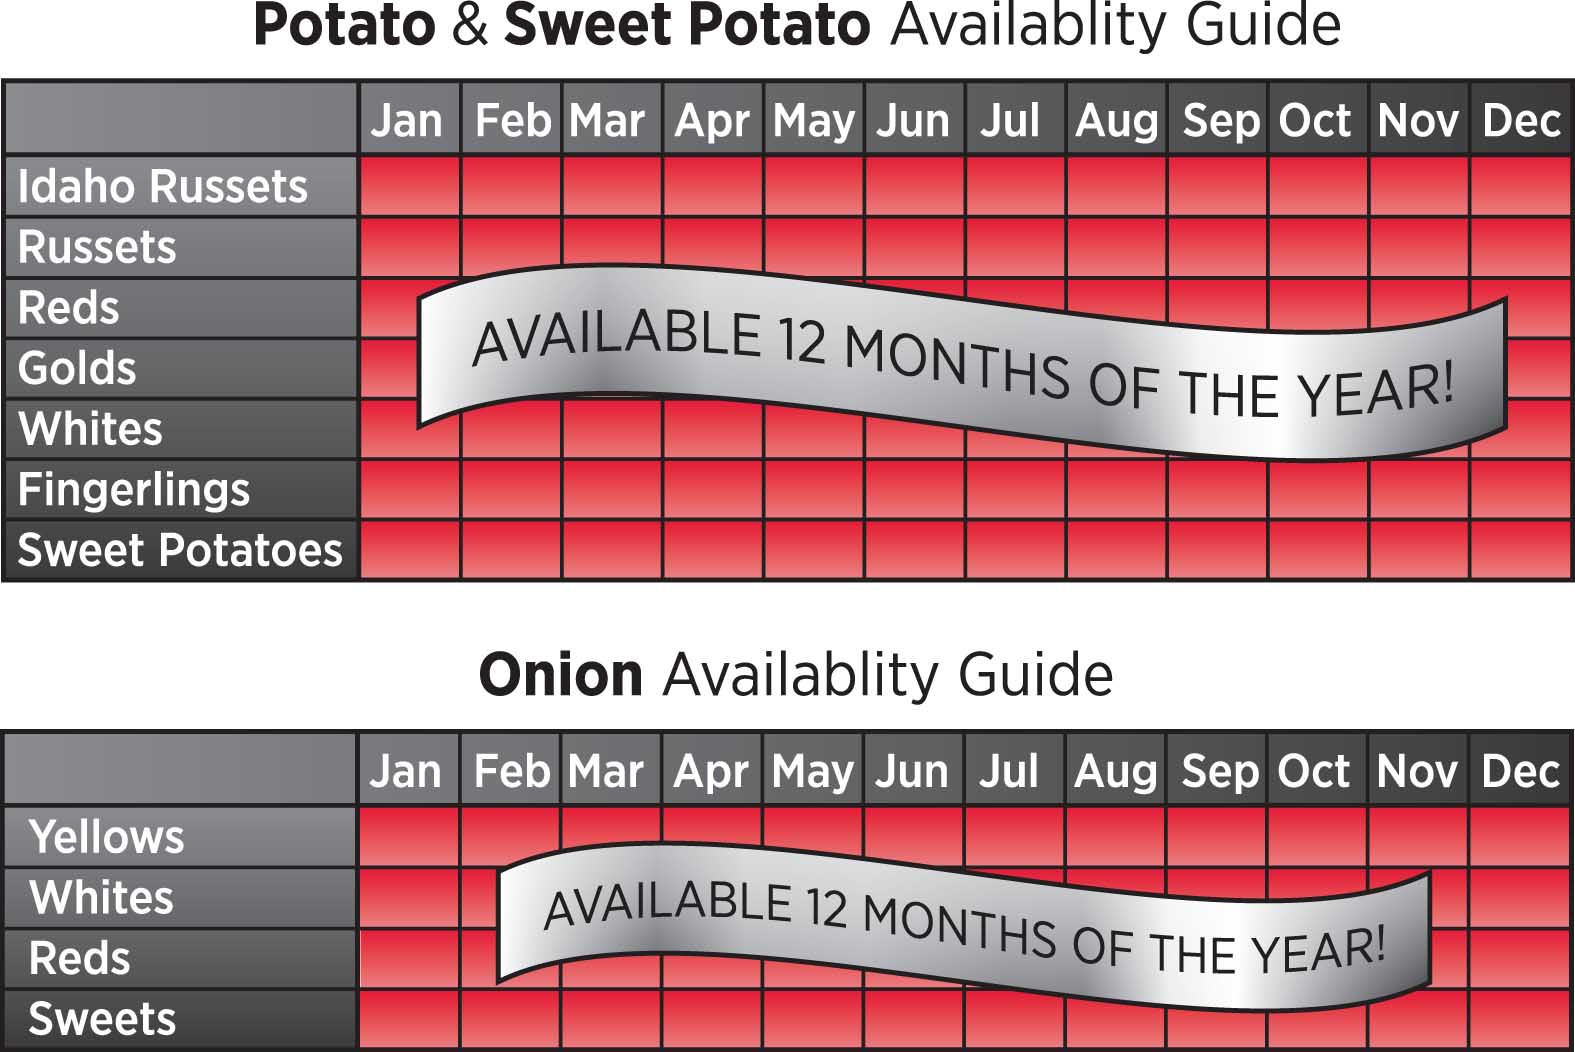 Potato & Sweet Potato Availablity Guide
Jan Feb Mar Apr May Jun Jul Aug Sep Oct Nov Dec
Idaho Russets
Russets
Reds
Golds
Whites
Fingerlings
Sweet Potatoes
AVAILABLE 12 MONTHS OF THE YEAR!
Onion Availablity Guide
Jan Feb Mar Apr May Jun Jul Aug Sep Oct Nov Dec
Yellows
Whites
Reds
Sweets
AVAILABLE 12 MONTHS OF THE YEAR!